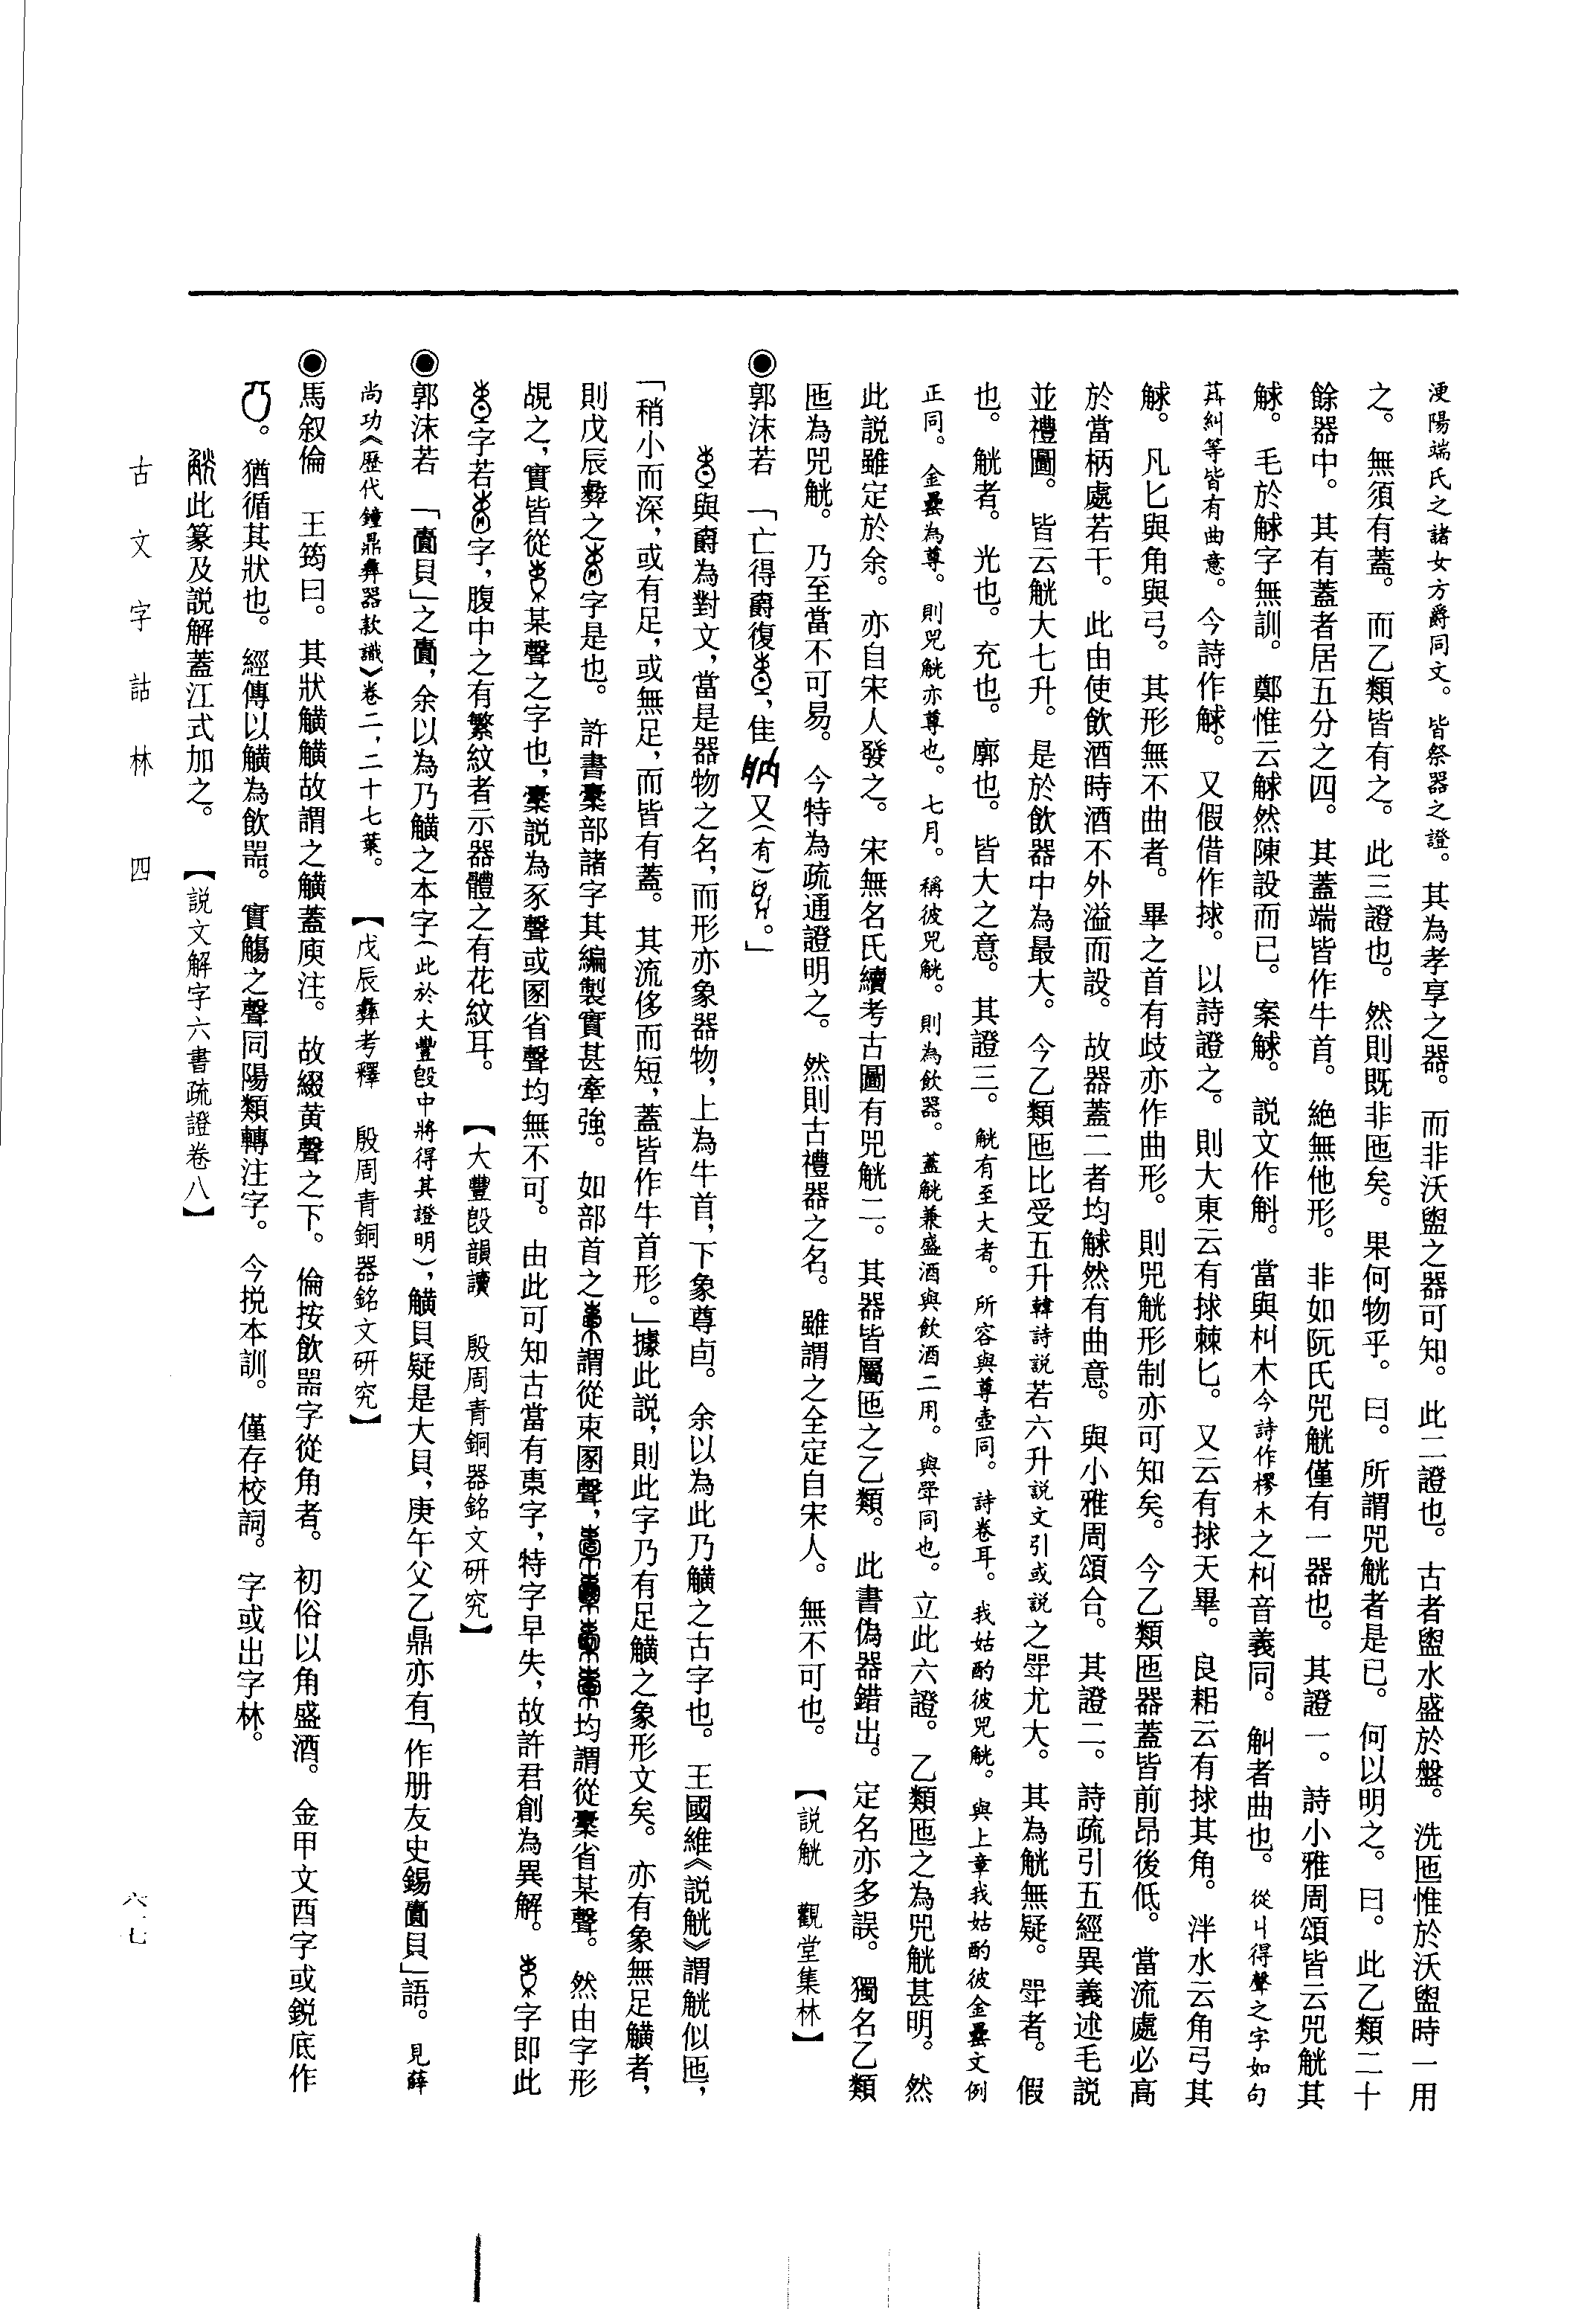 浭陽端氏之諸女方爵同文。皆祭器之證。其為孝享之器。而非沃盥之器可知。此二證也。古者盥水盛於盤。洗匜惟於沃盥時一用
之。無須有蓋。而乙類皆有之。此三證也。然則既非匜矣。果何物乎。曰。所謂兕觥者是已。何以明之。曰。此乙類二十
餘器中。其有蓋者居五分之四。其蓋端皆作牛首。絕無他形。非如阮氏兕觥僅有一器也。其證一。詩小雅周頌皆云兕觥其
觩。毛於觩字無訓。鄭惟云觩然陳設而已。案觩。說文作斛。當與朻木今詩作樛木之朻音義同。觓者曲也。從丩得聲之字如句
茻糾等皆有曲意。今詩作觩。又假借作捄。以詩證之。則大東云有捄棘匕。又云有捄天畢。良耜云有捄其角。泮水云角弓其
觩。凡匕與角與弓。其形無不曲者。畢之首有歧亦作曲形。則兕觥形制亦可知矣。今乙類匜器蓋皆前昂後低。當流處必高
於當柄處若干。此由使飲酒時酒不外溢而設。故器蓋二者均觩然有曲意。與小雅周頌合。其證二。詩疏引五經異義述毛說
並禮圖。皆云觥大七升。是於飲器中為最大。今乙類匜比受五升韓詩說若六升說文引或說之斝尤大。其為觥無疑。斝者。假
也。觥者。光也。充也。廓也。皆大之意。其證三。觥有至大者。所容與尊壺同。詩卷耳。我姑酌彼兕觥。與上章我姑酌彼金罍文例
正同。金罍為尊。則兕觥亦尊也。七月。稱彼兕觥。則為飲器。蓋觥兼盛酒與飲酒二用。與斝同也。立此六證。乙類匜之為兕觥甚明。然
此說雖定於余。亦自宋人發之。宋無名氏續考古圖有兕觥二。其器皆屬匜之乙類。此書偽器錯出。定名亦多誤。獨名乙類
匜為兕觥。乃至當不可易。今特為疏通證明之。然則古禮器之名。雖謂之全定自宋人。無不可也。【說觥 觀堂集林】
◉郭沫若 「亡得爵復，隹又（有）。」
與爵為對文，當是器物之名，而形亦象器物，上為牛首，下象尊卣。余以為此乃觵之古字也。王國維《說觥》謂觥似匜，
「稍小而深，或有足，或無足，而皆有蓋。其流侈而短，蓋皆作牛首形。」據此說，則此字乃有足觵之象形文矣。亦有象無足觵者，
則戊辰彝之字是也。許書㯻部諸字其編製實甚牽強。如部首之謂從束圂聲，均謂從㯻省某聲。然由字形
覘之，實皆從某聲之字也，㯻說為豕聲或圂省聲均無不可。由此可知古當有字，特字早失，故許君創為異解。字即此
字若字，腹中之有繁紋者示器體之有花紋耳。【大豐𣪘韻讀 殷周青銅器銘文研究】
◉郭沫若 「貝」之，余以為乃觵之本字（此於大豐𣪘中將得其證明），觵貝疑是大貝，庚午父乙鼎亦有「作册友史錫貝」語。見薛
尚功《歷代鐘鼎彝器款識》卷二，二十七葉。【戊辰彝考釋 殷周青銅器銘文研究】
◉馬叙倫 王筠曰。其狀觵觵故謂之觵蓋庾注。故綴黃聲之下。倫按飲器字從角者。初俗以角盛酒。金甲文酉字或銳底作
。猶循其狀也。經傳以觵為飲器。實觴之聲同陽類轉注字。今捝本訓。僅存校詞。字或出字林。
此篆及說解蓋江式加之。【說文解字六書疏證卷八】
古文字詁林 四
六一七